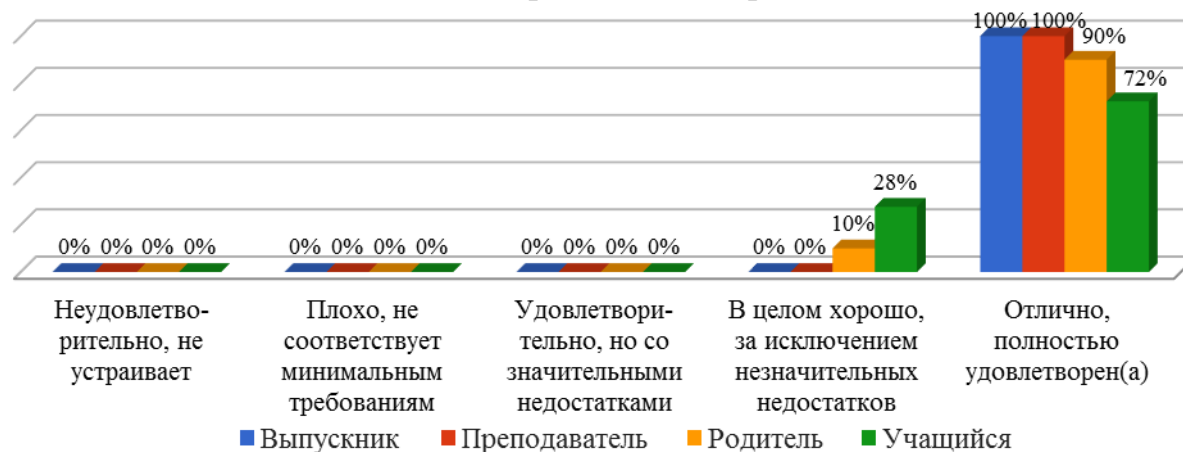 100% 100% 90% 72%
28%
10%
0% 0% 0% 0% 0% 0% 0% 0% 0% 0% 0% 0% 0% 0%
Неудовлетво- Плохо, не Удовлетвори- В целом хорошо, Отлично,
рительно, не соответствует тельно, но со за исключением полностью
устраивает минимальным значительными незначительных удовлетворен(а)
требованиям недостатками недостатков
Выпускник Преподаватель Родитель Учащийся